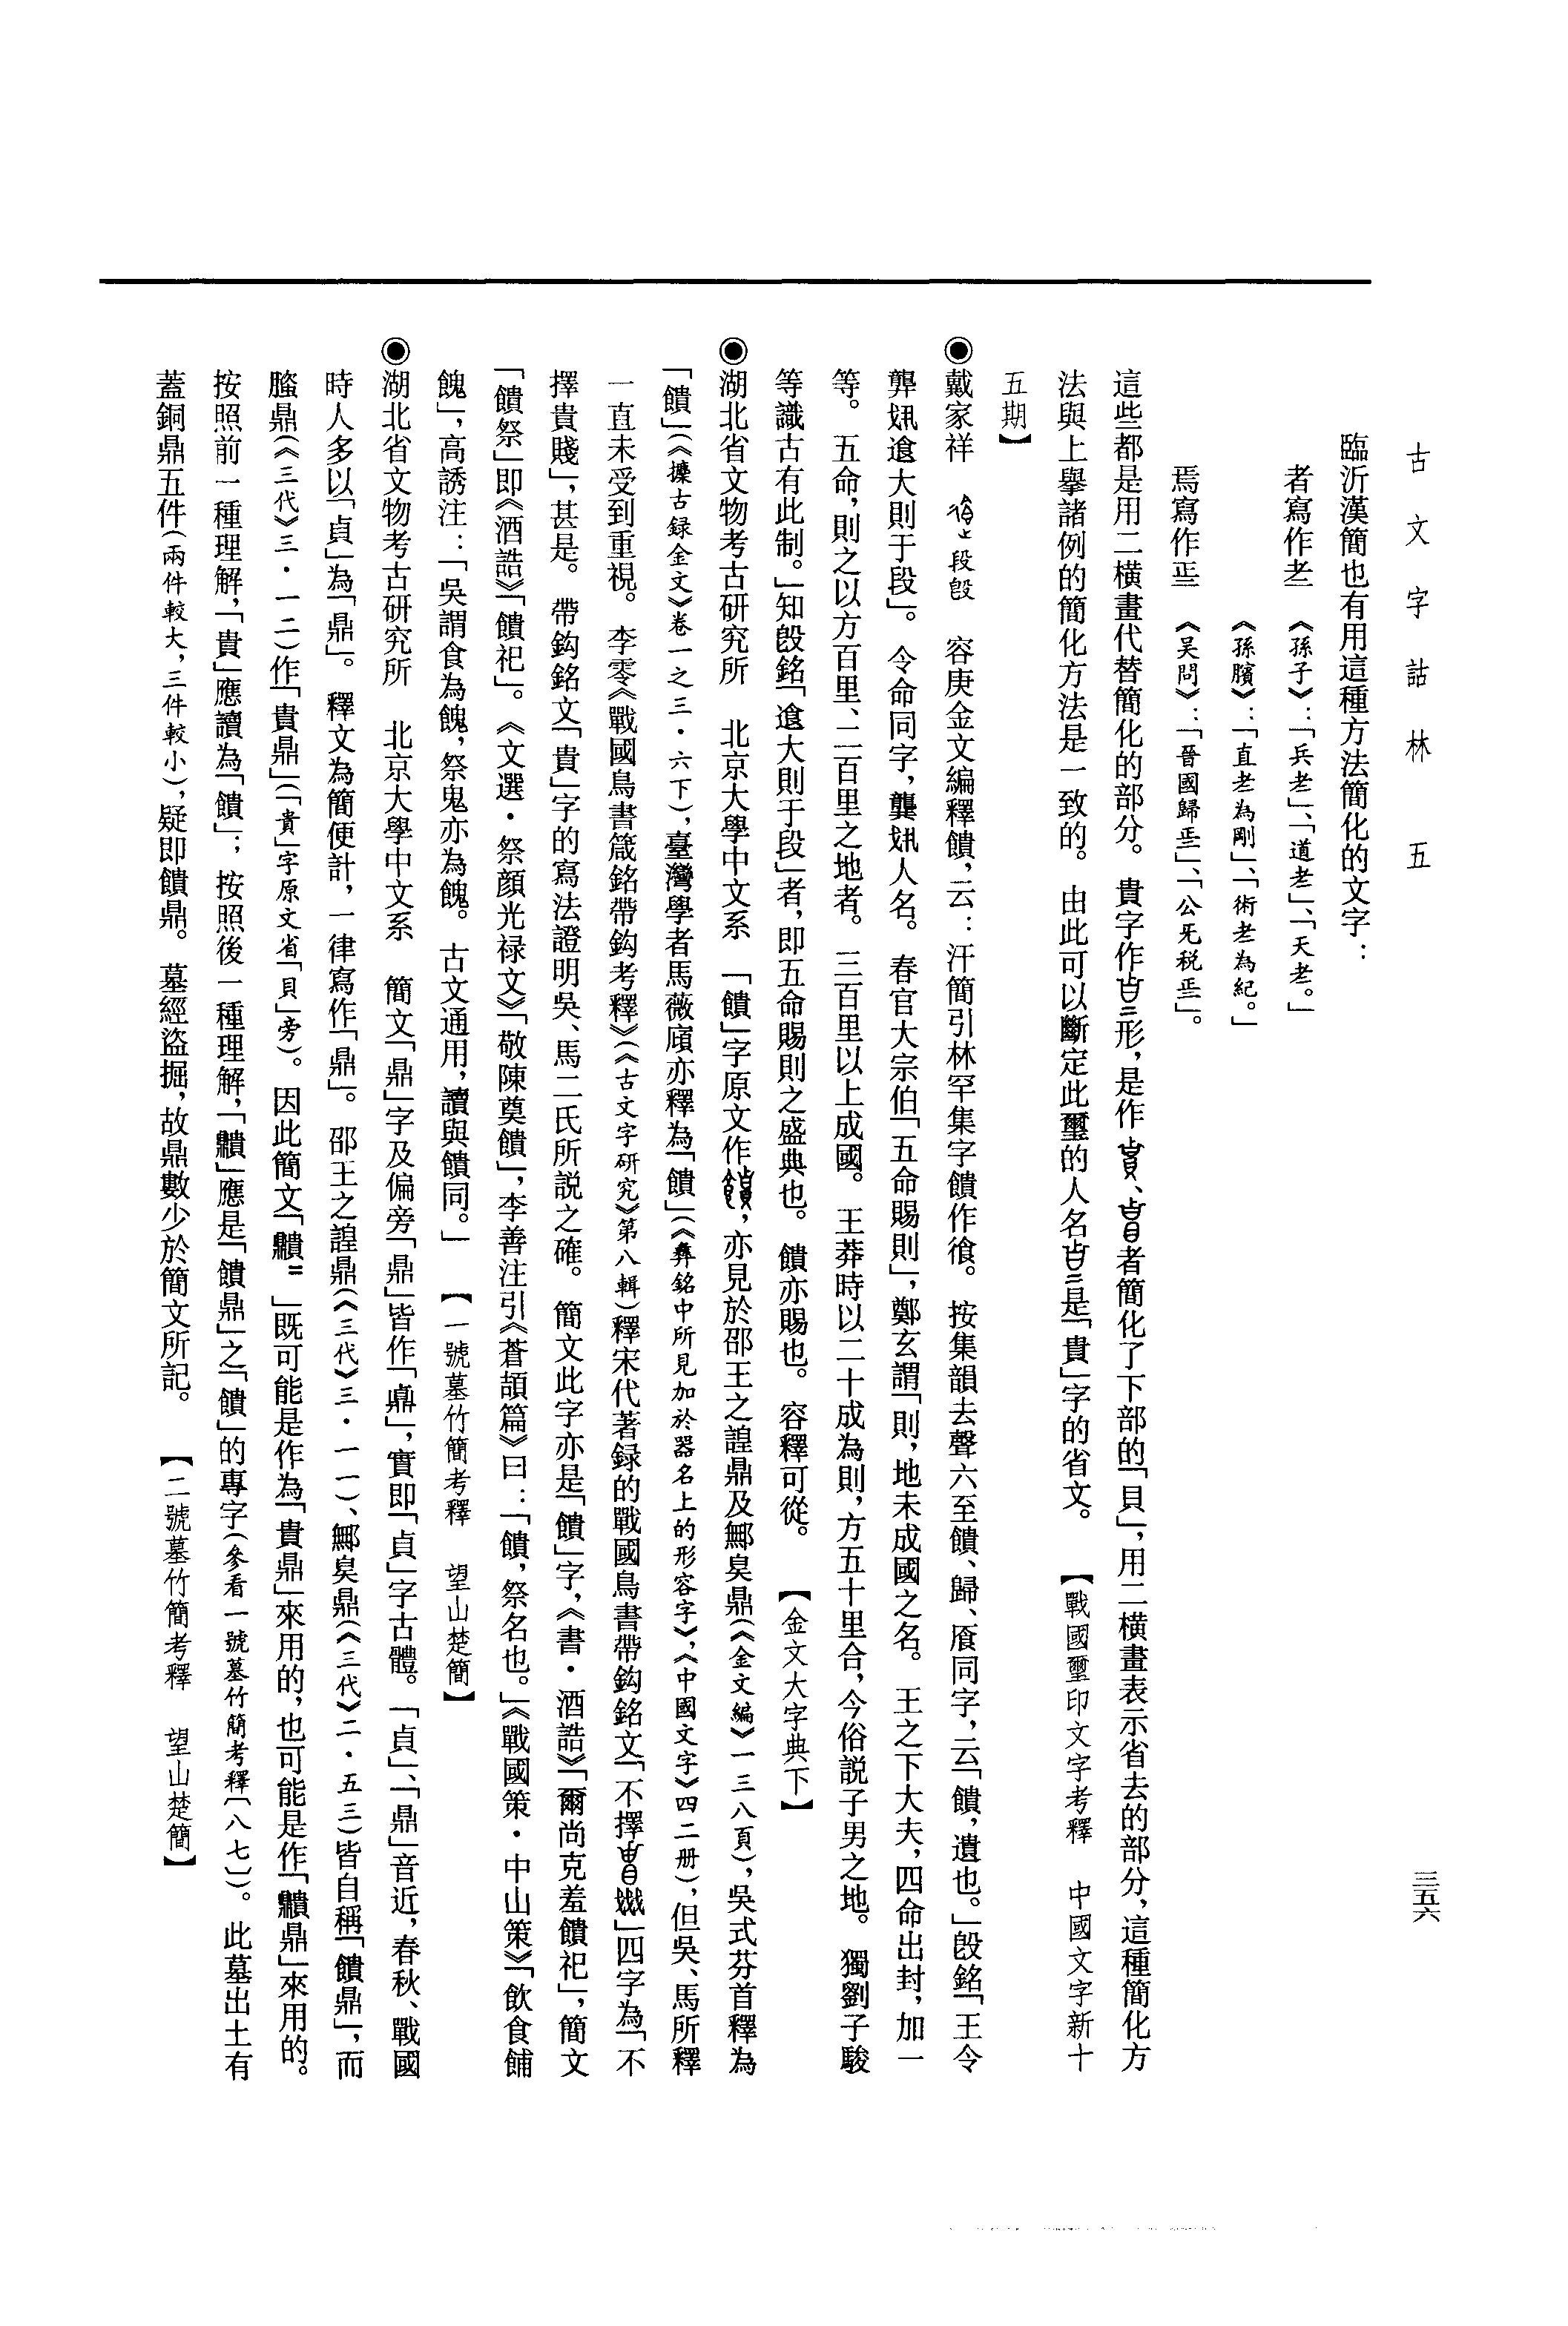 古文字詁林　五
三五六
臨沂漢簡也有用這種方法簡化的文字：
者寫作耂　《孫子》：「兵耂」、「道耂」、「天耂。」
《孫臏》：「直耂為剛」、「術耂為紀。」
焉寫作　《吴問》：「晉國歸」、「公旡税」。
這些都是用二横畫代替簡化的部分。貴字作形，是作、者簡化了下部的「貝」，用二横畫表示省去的部分，這種簡化方
法與上擧諸例的簡化方法是一致的。由此可以斷定此璽的人名是「貴」字的省文。　【戰國璽印文字考釋　中國文字新十
五期】
◉戴家祥　段𣪘　容庚金文編釋饋，云：汗簡引林罕集字饋作䬠。按集韻去聲六至饋、歸、餽同字，云「饋，遺也。」𣪘銘「王令
龏𡖊𨖴大則于段」。令命同字，龔𡖊人名。春官大宗伯「五命賜則」，鄭玄謂「則，地未成國之名。王之下大夫，四命出封，加一
等。五命，則之以方百里、二百里之地者。三百里以上成國。王莽時以二十成為則，方五十里合，今俗説子男之地。獨劉子駿
等識古有此制。」知𣪘銘「𨖴大則于段」者，即五命賜則之盛典也。饋亦賜也。容釋可從。　【金文大字典下】
◉湖北省文物考古研究所　北京大學中文系　「饋」字原文作，亦見於邵王之諻鼎及鄦㚖鼎（《金文編》一三八頁），吳式芬首釋為
「饋」（《攗古録金文》卷一之三·六下），臺灣學者馬薇廎亦釋為「饋」（《彝銘中所見加於器名上的形容字》，《中國文字》四二册），但吳、馬所釋
一直未受到重視。李零《戰國鳥書箴銘帶鈎考釋》（《古文字研究》第八輯）釋宋代著録的戰國鳥書帶鈎銘文「不擇」四字為「不
擇貴賤」，甚是。帶鈎銘文「貴」字的寫法證明吳、馬二氏所説之確。簡文此字亦是「饋」字，《書·酒誥》「爾尚克羞饋祀」，簡文
「饋祭」即《酒誥》「饋祀」。《文選·祭顔光禄文》「敬陳奠饋」，李善注引《蒼頡篇》曰：「饋，祭名也。」《戰國策·中山策》「飲食餔
餽」，高誘注：「吳謂食為餽，祭鬼亦為餽。古文通用，讀與饋同。」　【一號墓竹簡考釋　望山楚簡】
◉湖北省文物考古研究所　北京大學中文系　簡文「鼎」字及偏旁「鼎」皆作「鼑」，實即「貞」字古體。「貞」、「鼎」音近，春秋、戰國
時人多以「貞」為「鼎」。釋文為簡便計，一律寫作「鼎」。邵王之諻鼎（《三代》三·一一）、鄦㚖鼎（《三代》二·五三）皆自稱「饋鼎」，而
鼎（《三代》三·一二）作「貴鼎」（「貴」字原文省「貝」旁）。因此簡文「＝」既可能是作為「貴鼎」來用的，也可能是作「鼎」來用的。
按照前一種理解，「貴」應讀為「饋」；按照後一種理解，「」應是「饋鼎」之「饋」的專字（參看一號墓竹簡考釋〔八七〕）。此墓出土有
蓋銅鼎五件（兩件較大，三件較小），疑即饋鼎。墓經盜掘，故鼎數少於簡文所記。　【二號墓竹簡考釋　望山楚簡】